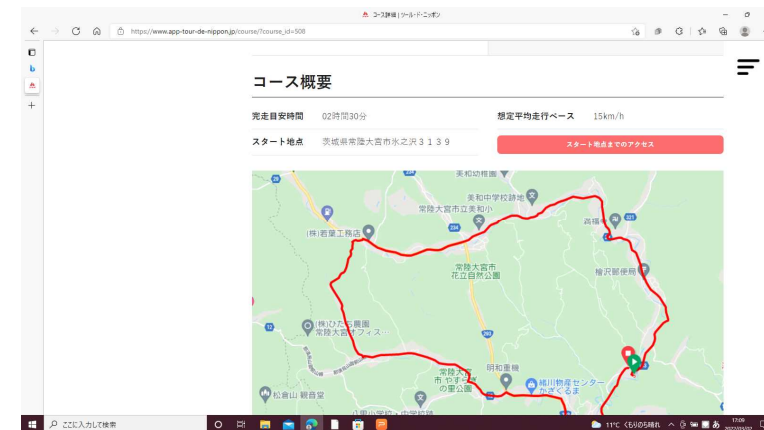 コース詳細 | ツール・ド・ニッポン
https://www.app-tour-de-nippon.jp/course/?course_id=508
コース概要
完走目安時間 02時間30分
想定平均走行ペース 15km/h
スタート地点 茨城県常陸大宮市氷之沢3139
スタート地点までのアクセス
美和幼稚園
美和中学校跡地
常陸大宮市立美和小
(株)若葉工務店
高福
常陸大宮市
花立自然公園
檜沢郵便局
(株)ひたち農園
常陸大宮オフィス…
明和重機
常陸大宮
市 やすらぎ
の里公園
緒川物産センター
かざぐるま
松倉山 観音堂
ここに入力して検索
11°C くもりのち晴れ
17:09
2022/05/02